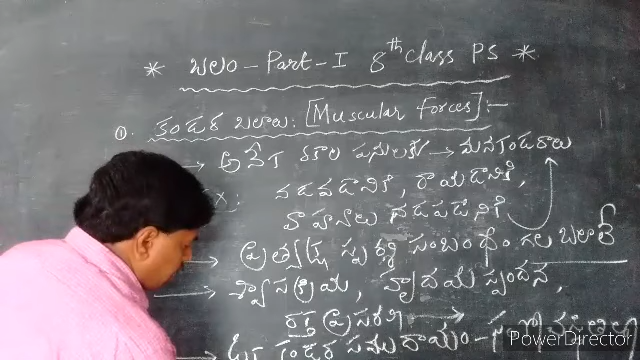 * బలం - Part - I 8th class PS *
① కండర బలాలు: [Muscular Forces]:-
→ అనేక రకాల పనులకు → మనకండరాలు
నడవడానికి, రాయడానికి,
వాహనాలు నడపడానికి
→ ప్రత్యక్ష స్పర్శ సంబంధం గల బలాలే
→ శ్వాసక్రియ, హృదయ స్పందన,
రక్త ప్రసరణ →
PowerDirector